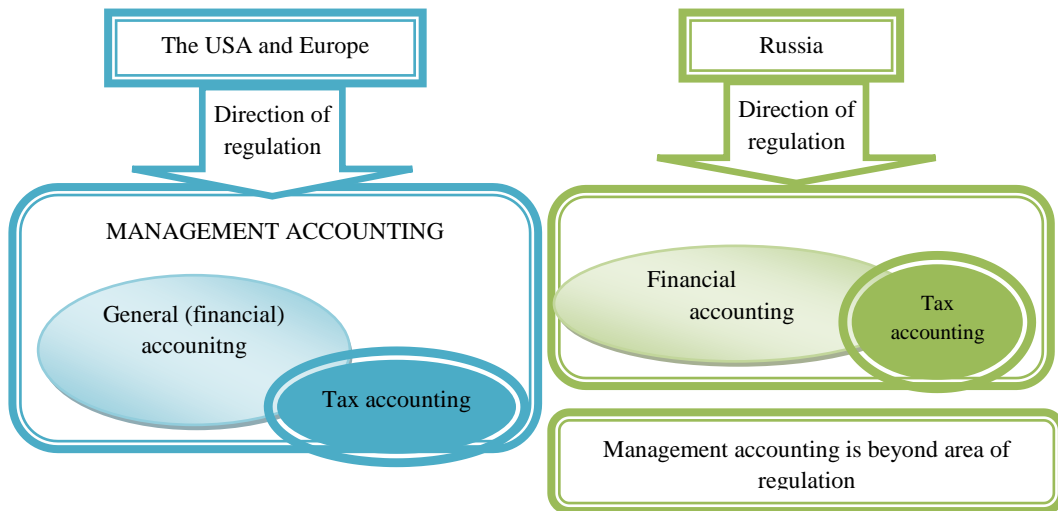 The USA and Europe
Direction of
regulation
MANAGEMENT ACCOUNTING
General (financial)
accounitng
Tax accounting
Russia
Direction of
regulation
Financial
accounting
Tax
accounting
Management accounting is beyond area of
regulation